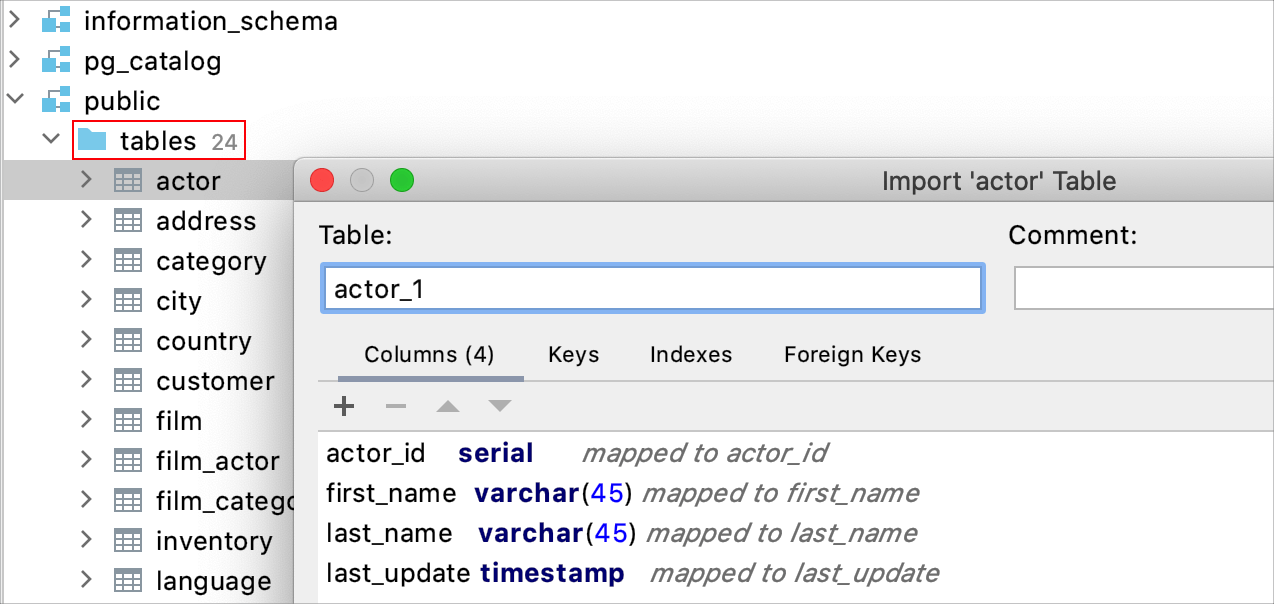 information_schema
pg_catalog
public
tables 24
actor
address
category
city
country
customer
film
film_actor
film_catego
inventory
language
Import 'actor' Table
Table: Comment:
actor_1
Columns (4) Keys Indexes Foreign Keys
actor_id serial mapped to actor_id
first_name varchar(45) mapped to first_name
last_name varchar(45) mapped to last_name
last_update timestamp mapped to last_update